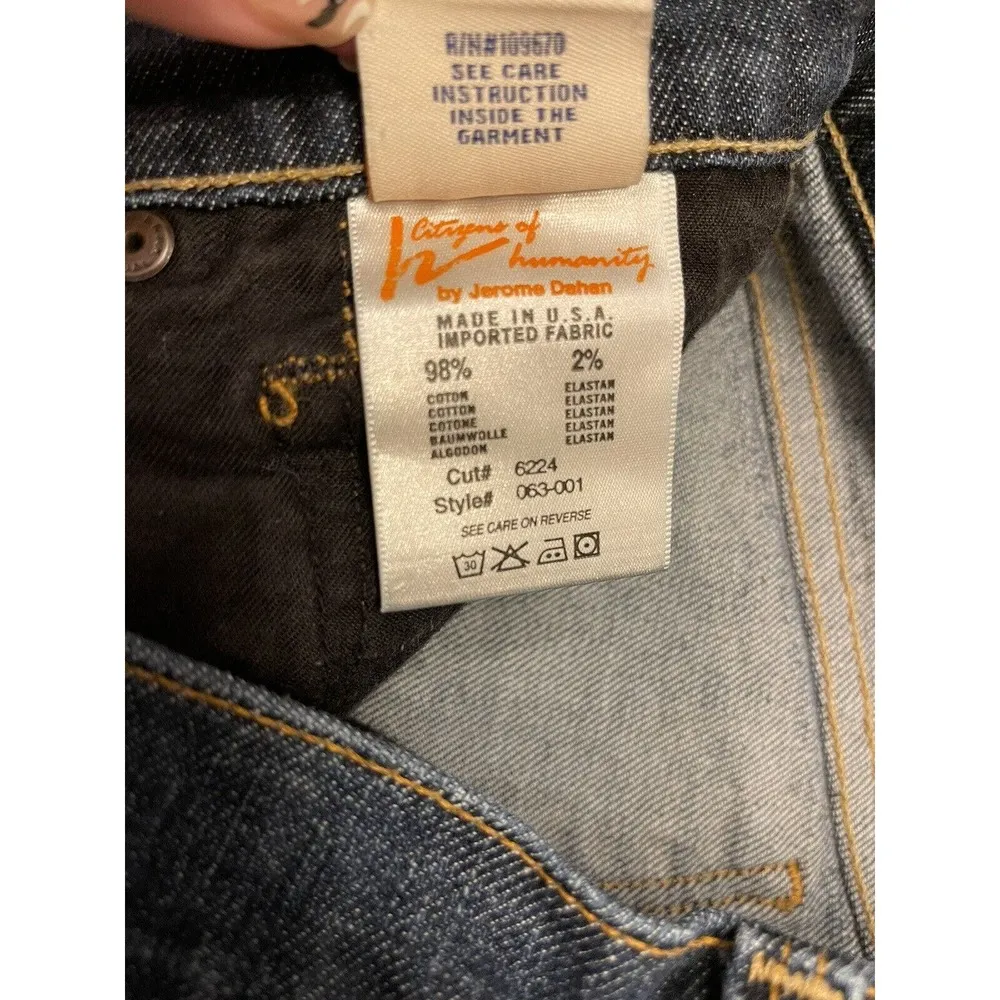 R/N#109670
SEE CARE
INSTRUCTION
INSIDE THE
GARMENT
Citizens of
humanity
by Jerome Dahan
MADE IN U.S.A.
IMPORTED FABRIC
98% 2%
COTON ELASTAN
COTTON ELASTAN
COTONE ELASTAN
BAUMWOLLE ELASTAN
ALGODON ELASTAN
Cut# 6224
Style# 063-001
SEE CARE ON REVERSE
30